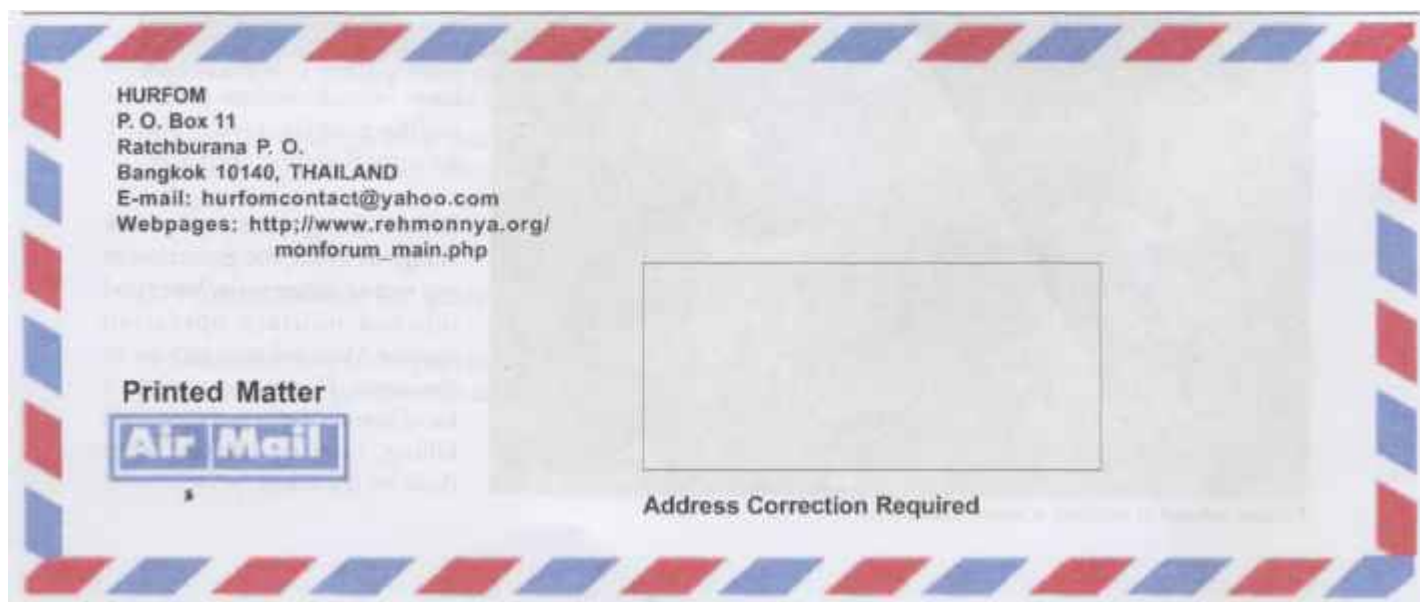 HURFOM
P. O. Box 11
Ratchburana P. O.
Bangkok 10140, THAILAND
E-mail: hurfomcontact@yahoo.com
Webpages: http;//www.rehmonnya.org/
monforum_main.php
Printed Matter
Air Mail
Address Correction Required